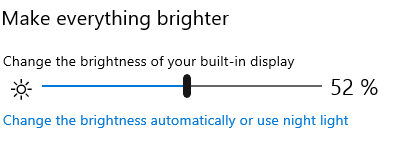 Make everything brighter
Change the brightness of your built-in display
52 %
Change the brightness automatically or use night light